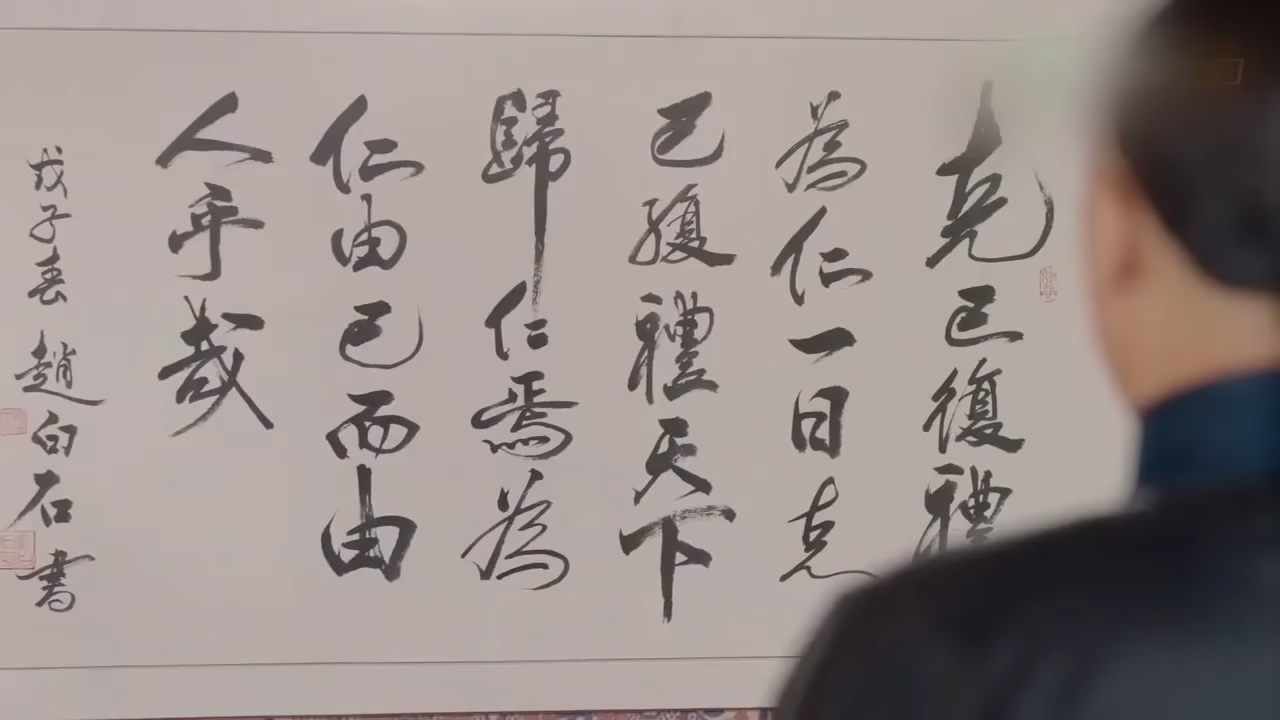 克己復禮
為仁一日克
己復禮天下
歸仁焉為
仁由己而由
人乎哉
戊子春趙白石書